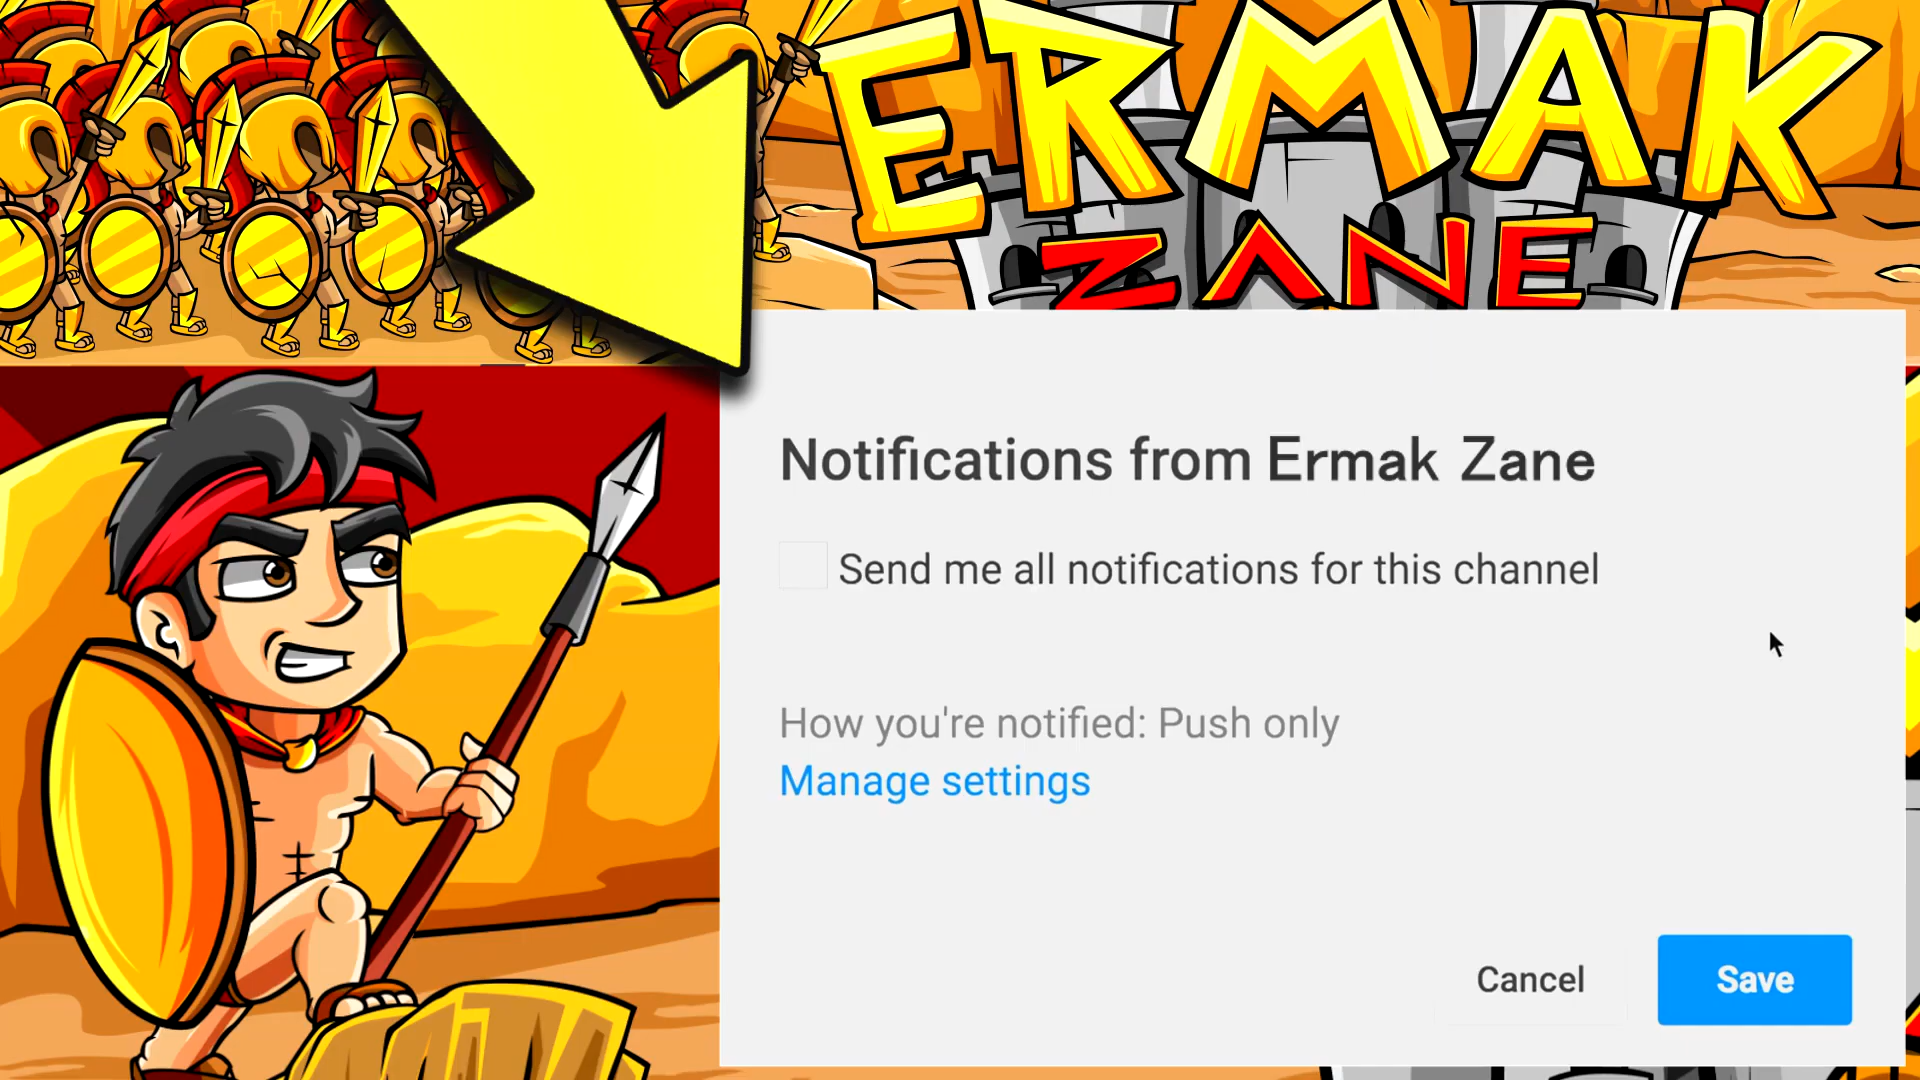 ERMAK
ZANE
Notifications from Ermak Zane
Send me all notifications for this channel
How you're notified: Push only
Manage settings
Cancel
Save